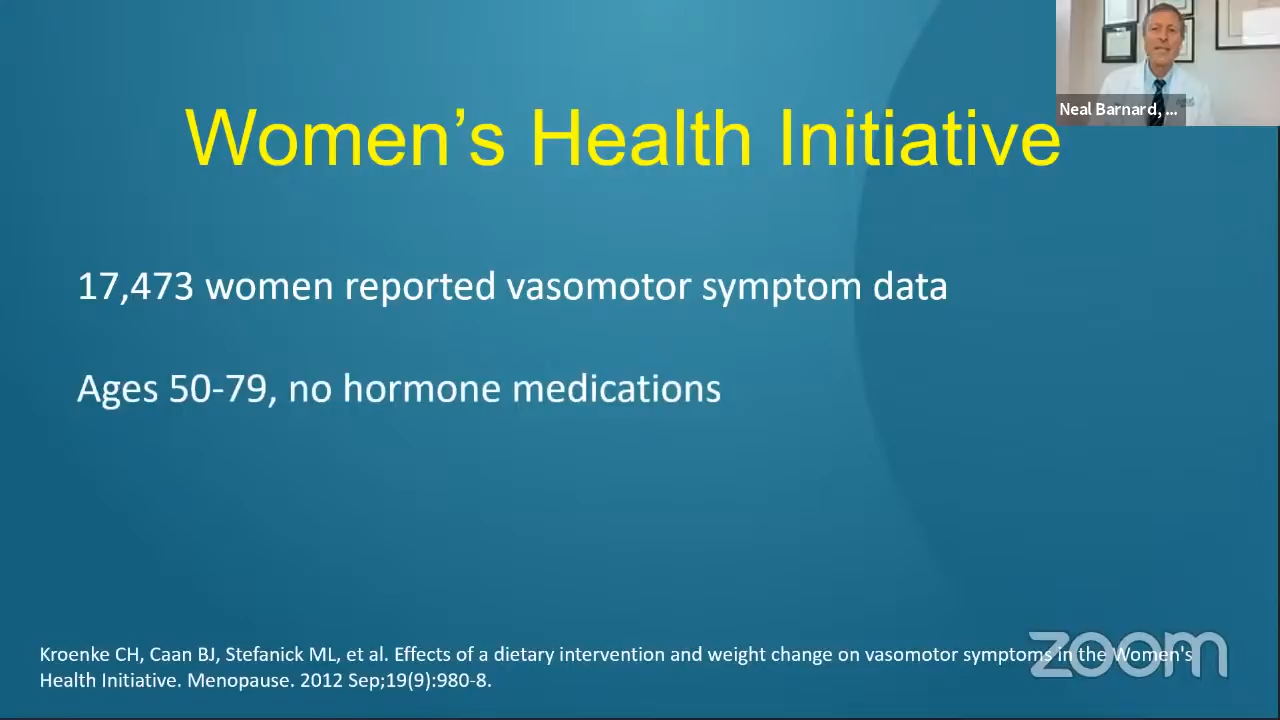 Neal Barnard, ...
Women’s Health Initiative
17,473 women reported vasomotor symptom data
Ages 50-79, no hormone medications
Kroenke CH, Caan BJ, Stefanick ML, et al. Effects of a dietary intervention and weight change on vasomotor symptoms in the Women's
Health Initiative. Menopause. 2012 Sep;19(9):980-8.
zoom